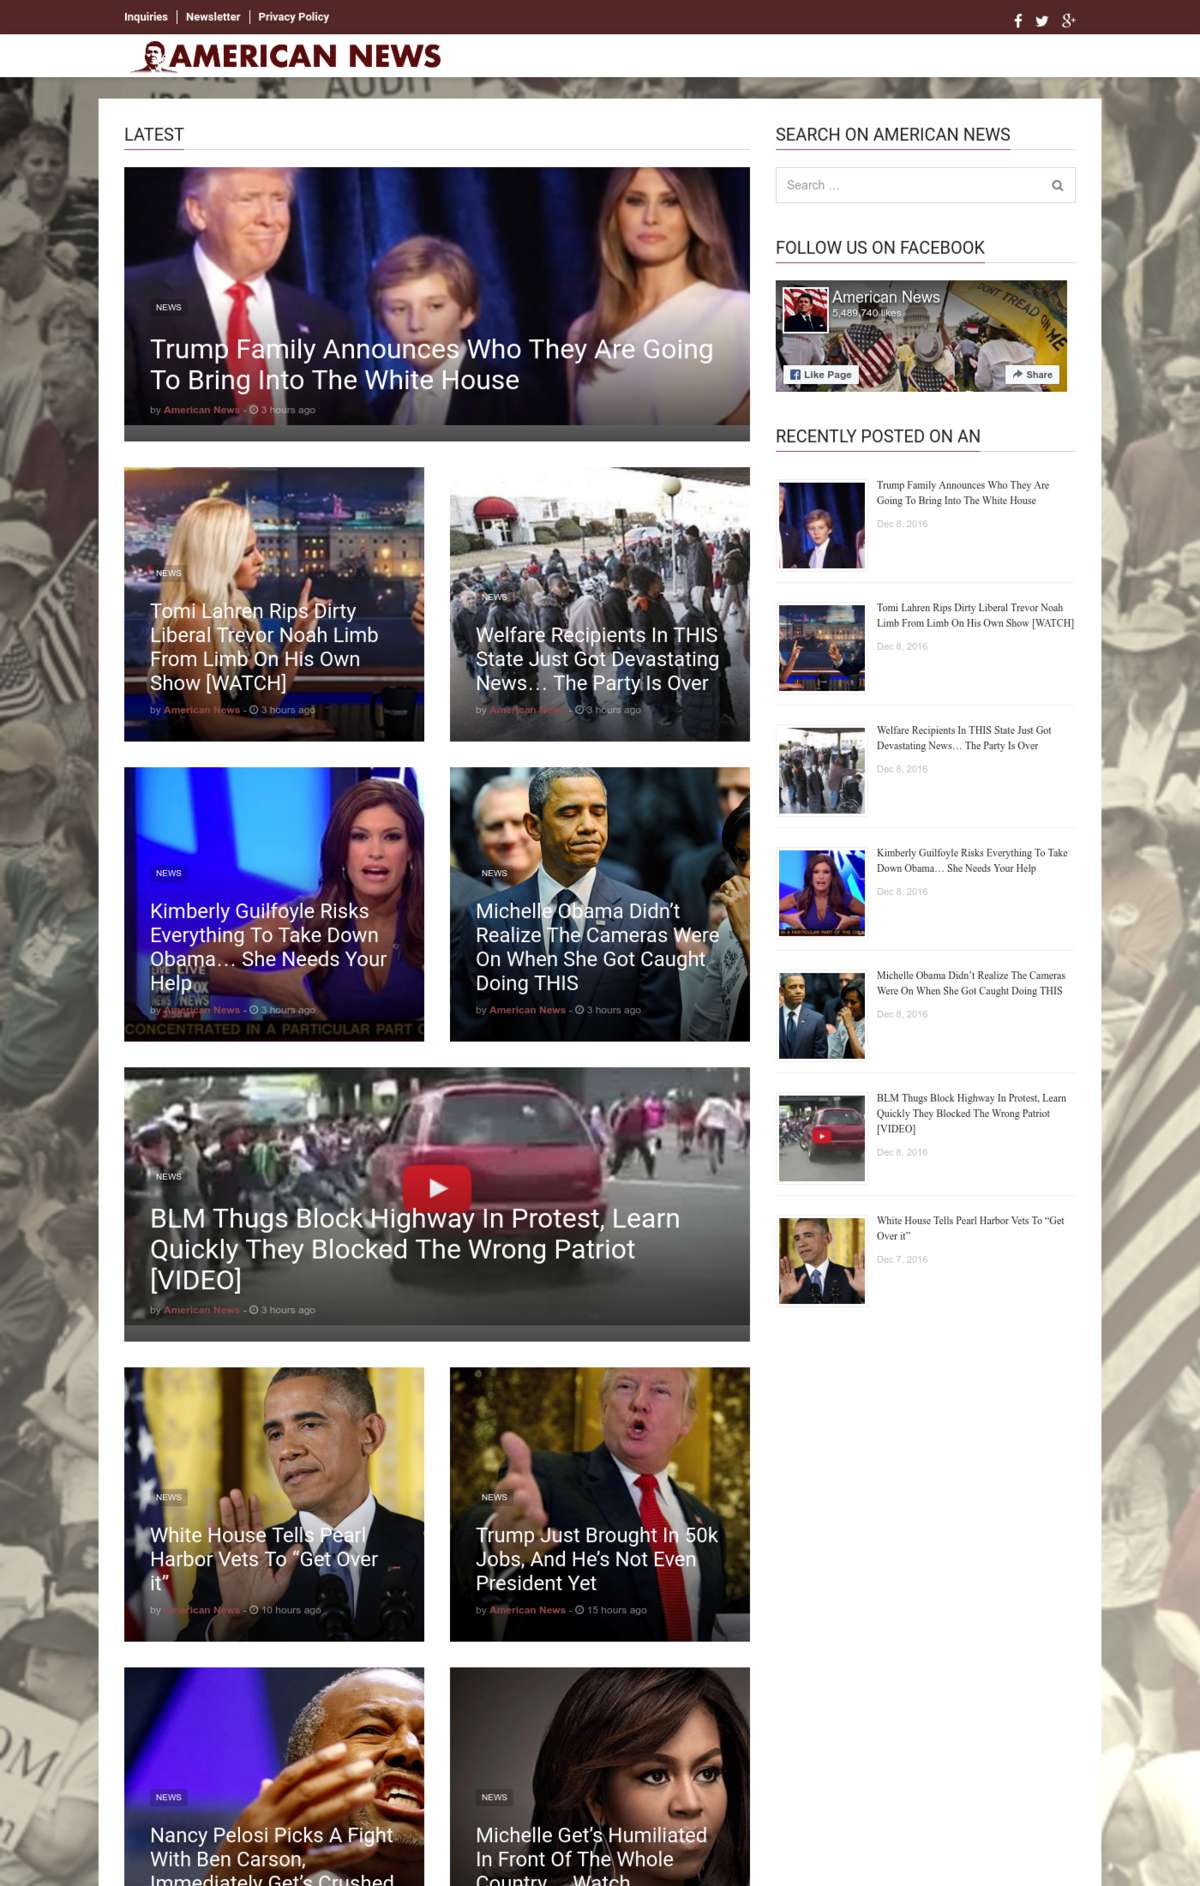 Inquiries
Newsletter
Privacy Policy
AMERICAN NEWS
AUDIT
LATEST
NEWS
Trump Family Announces Who They Are Going
To Bring Into The White House
by American News - 3 hours ago
NEWS
Tomi Lahren Rips Dirty
Liberal Trevor Noah Limb
From Limb On His Own
Show [WATCH]
by American News - 3 hours ago
NEWS
Welfare Recipients In THIS
State Just Got Devastating
News… The Party Is Over
by American News - 3 hours ago
NEWS
Kimberly Guilfoyle Risks
Everything To Take Down
Obama… She Needs Your
Help
by American News - 3 hours ago
CONCENTRATED IN A PARTICULAR PART
NEWS
Michelle Obama Didn’t
Realize The Cameras Were
On When She Got Caught
Doing THIS
by American News - 3 hours ago
NEWS
BLM Thugs Block Highway In Protest, Learn
Quickly They Blocked The Wrong Patriot
[VIDEO]
by American News - 3 hours ago
NEWS
White House Tells Pearl
Harbor Vets To “Get Over
it”
by American News - 10 hours ago
NEWS
Trump Just Brought In 50k
Jobs, And He’s Not Even
President Yet
by American News - 15 hours ago
NEWS
Nancy Pelosi Picks A Fight
With Ben Carson,
Immediately Get’s Crushed
NEWS
Michelle Get’s Humiliated
In Front Of The Whole
Country… Watch
SEARCH ON AMERICAN NEWS
Search …
FOLLOW US ON FACEBOOK
American News
5,489,740 likes
DON'T TREAD ON ME
Like Page
Share
RECENTLY POSTED ON AN
Trump Family Announces Who They Are
Going To Bring Into The White House
Dec 8, 2016
Tomi Lahren Rips Dirty Liberal Trevor Noah
Limb From Limb On His Own Show [WATCH]
Dec 8, 2016
Welfare Recipients In THIS State Just Got
Devastating News… The Party Is Over
Dec 8, 2016
Kimberly Guilfoyle Risks Everything To Take
Down Obama… She Needs Your Help
Dec 8, 2016
Michelle Obama Didn’t Realize The Cameras
Were On When She Got Caught Doing THIS
Dec 8, 2016
BLM Thugs Block Highway In Protest, Learn
Quickly They Blocked The Wrong Patriot
[VIDEO]
Dec 8, 2016
White House Tells Pearl Harbor Vets To “Get
Over it”
Dec 7, 2016